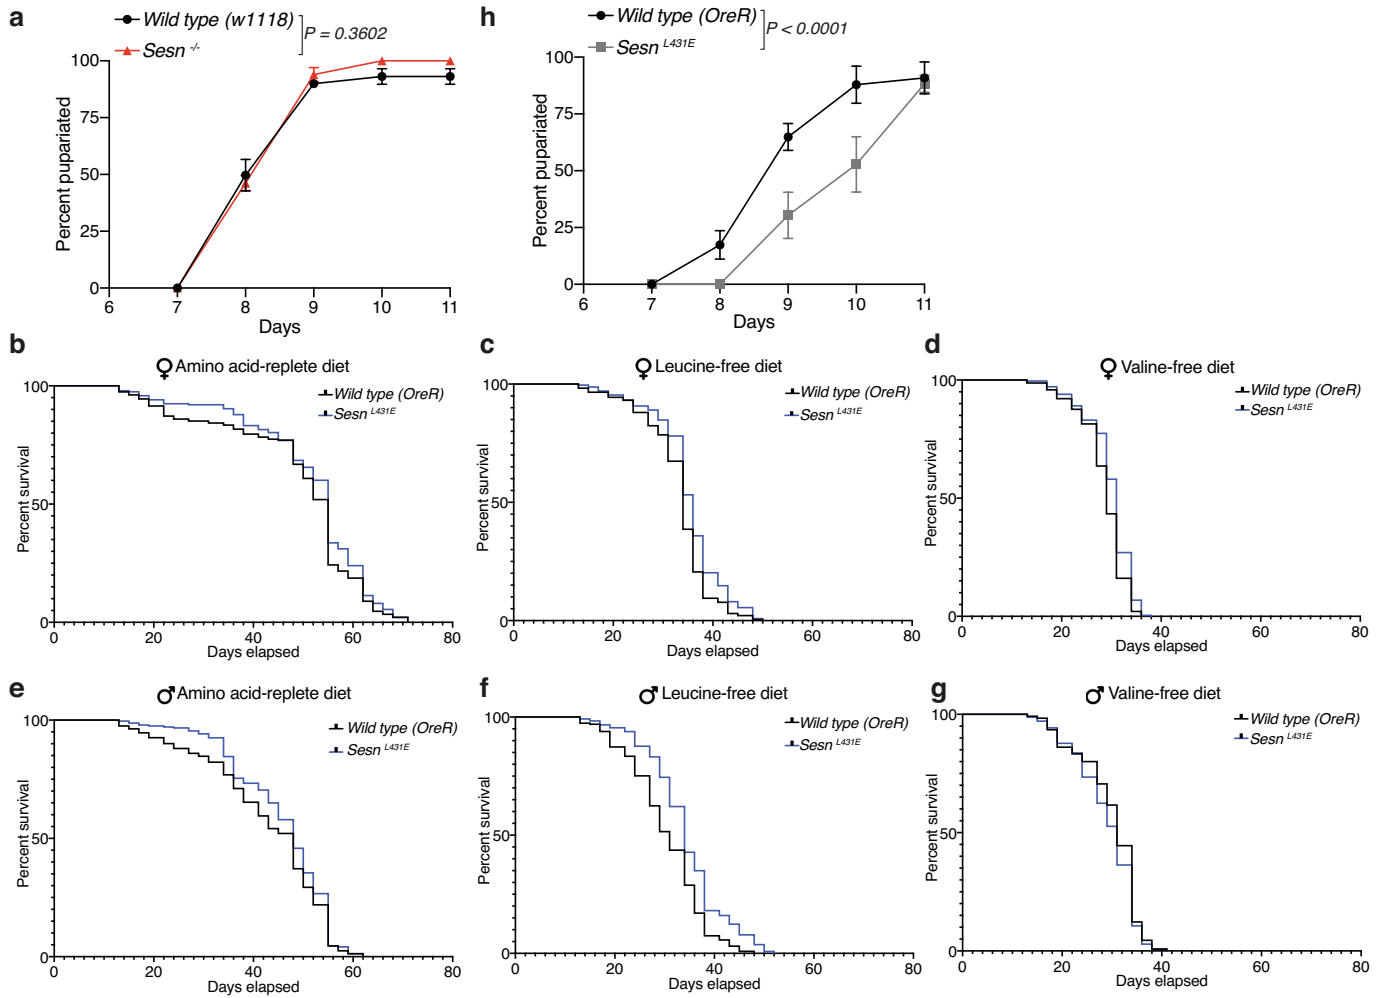 a
Wild type (w1118)
Sesn -/-
P = 0.3602
Percent pupariated
100
75
50
25
0
6 7 8 9 10 11
Days
h
Wild type (OreR)
Sesn L431E
P < 0.0001
Percent pupariated
100
75
50
25
0
6 7 8 9 10 11
Days
b
♀ Amino acid-replete diet
Wild type (OreR)
Sesn L431E
Percent survival
100
50
0
0 20 40 60 80
Days elapsed
c
♀ Leucine-free diet
Wild type (OreR)
Sesn L431E
Percent survival
100
50
0
0 20 40 60 80
Days elapsed
d
♀ Valine-free diet
Wild type (OreR)
Sesn L431E
Percent survival
100
50
0
0 20 40 60 80
Days elapsed
e
♂ Amino acid-replete diet
Wild type (OreR)
Sesn L431E
Percent survival
100
50
0
0 20 40 60 80
Days elapsed
f
♂ Leucine-free diet
Wild type (OreR)
Sesn L431E
Percent survival
100
50
0
0 20 40 60 80
Days elapsed
g
♂ Valine-free diet
Wild type (OreR)
Sesn L431E
Percent survival
100
50
0
0 20 40 60 80
Days elapsed